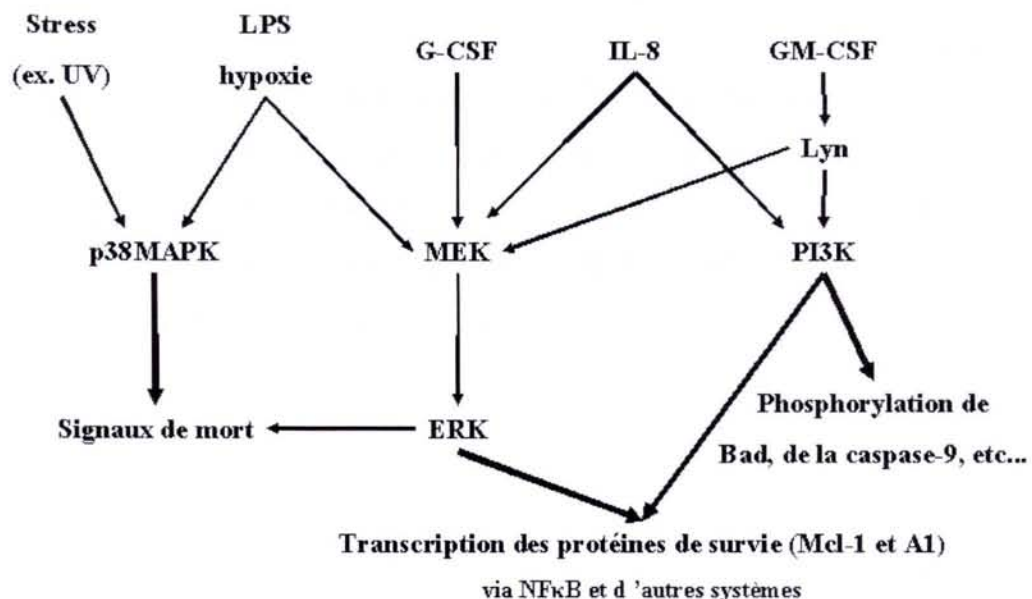 Stress
(ex. UV)
LPS
hypoxie
G-CSF
IL-8
GM-CSF
Lyn
p38MAPK
MEK
PI3K
Phosphorylation de
Bad, de la caspase-9, etc...
Signaux de mort
ERK
Transcription des protéines de survie (Mcl-1 et A1)
via NFκB et d 'autres systèmes